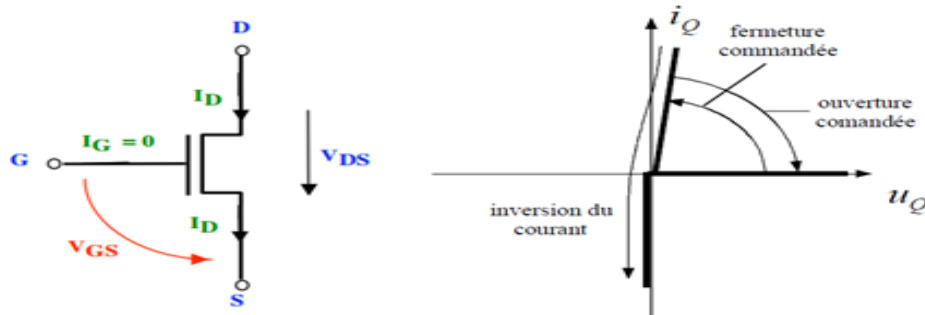 D
I_D
I_G = 0
G
V_DS
I_D
V_GS
S
i_Q
fermeture
commandée
ouverture
comandée
u_Q
inversion du
courant